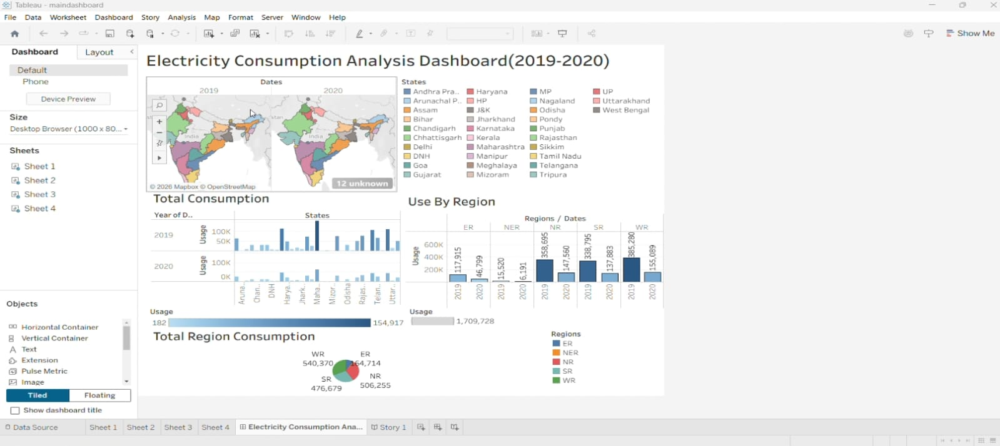 Tableau - maindashboard
File Data Worksheet Dashboard Story Analysis Map Format Server Window Help
Show Me
Dashboard Layout
Default
Phone
Device Preview
Size
Desktop Browser (1000 x 80...
Sheets
Sheet 1
Sheet 2
Sheet 3
Sheet 4
Objects
Horizontal Container
Vertical Container
Text
Extension
Pulse Metric
Image
Tiled Floating
Show dashboard title
Electricity Consumption Analysis Dashboard(2019-2020)
Dates
2019 2020
India India
© 2026 Mapbox © OpenStreetMap
12 unknown
States
Andhra Pra.. Haryana MP UP
Arunachal P.. HP Nagaland Uttarakhand
Assam J&K Odisha West Bengal
Bihar Jharkhand Pondy
Chandigarh Karnataka Punjab
Chhattisgarh Kerala Rajasthan
Delhi Maharashtra Sikkim
DNH Manipur Tamil Nadu
Goa Meghalaya Telangana
Gujarat Mizoram Tripura
Total Consumption
Year of D.. States
2019 Usage 100K
50K
2020 Usage 100K
0K
Aruna.. Chan.. DNH Harya.. Jhark.. Maha.. Mizor.. Odisha Rajas.. Telan.. Uttar..
Usage
182 154,917
Use By Region
Regions / Dates
ER NER NR SR WR
Usage
600K
400K
200K
117,915 46,799 15,520 6,191 358,695 147,560 338,795 137,883 385,280 155,089
2019 2020 2019 2020 2019 2020 2019 2020 2019 2020
Usage
1,709,728
Total Region Consumption
WR
540,370
ER
164,714
SR
476,679
NR
506,255
Regions
ER
NER
NR
SR
WR
Data Source Sheet 1 Sheet 2 Sheet 3 Sheet 4 Electricity Consumption Ana... Story 1